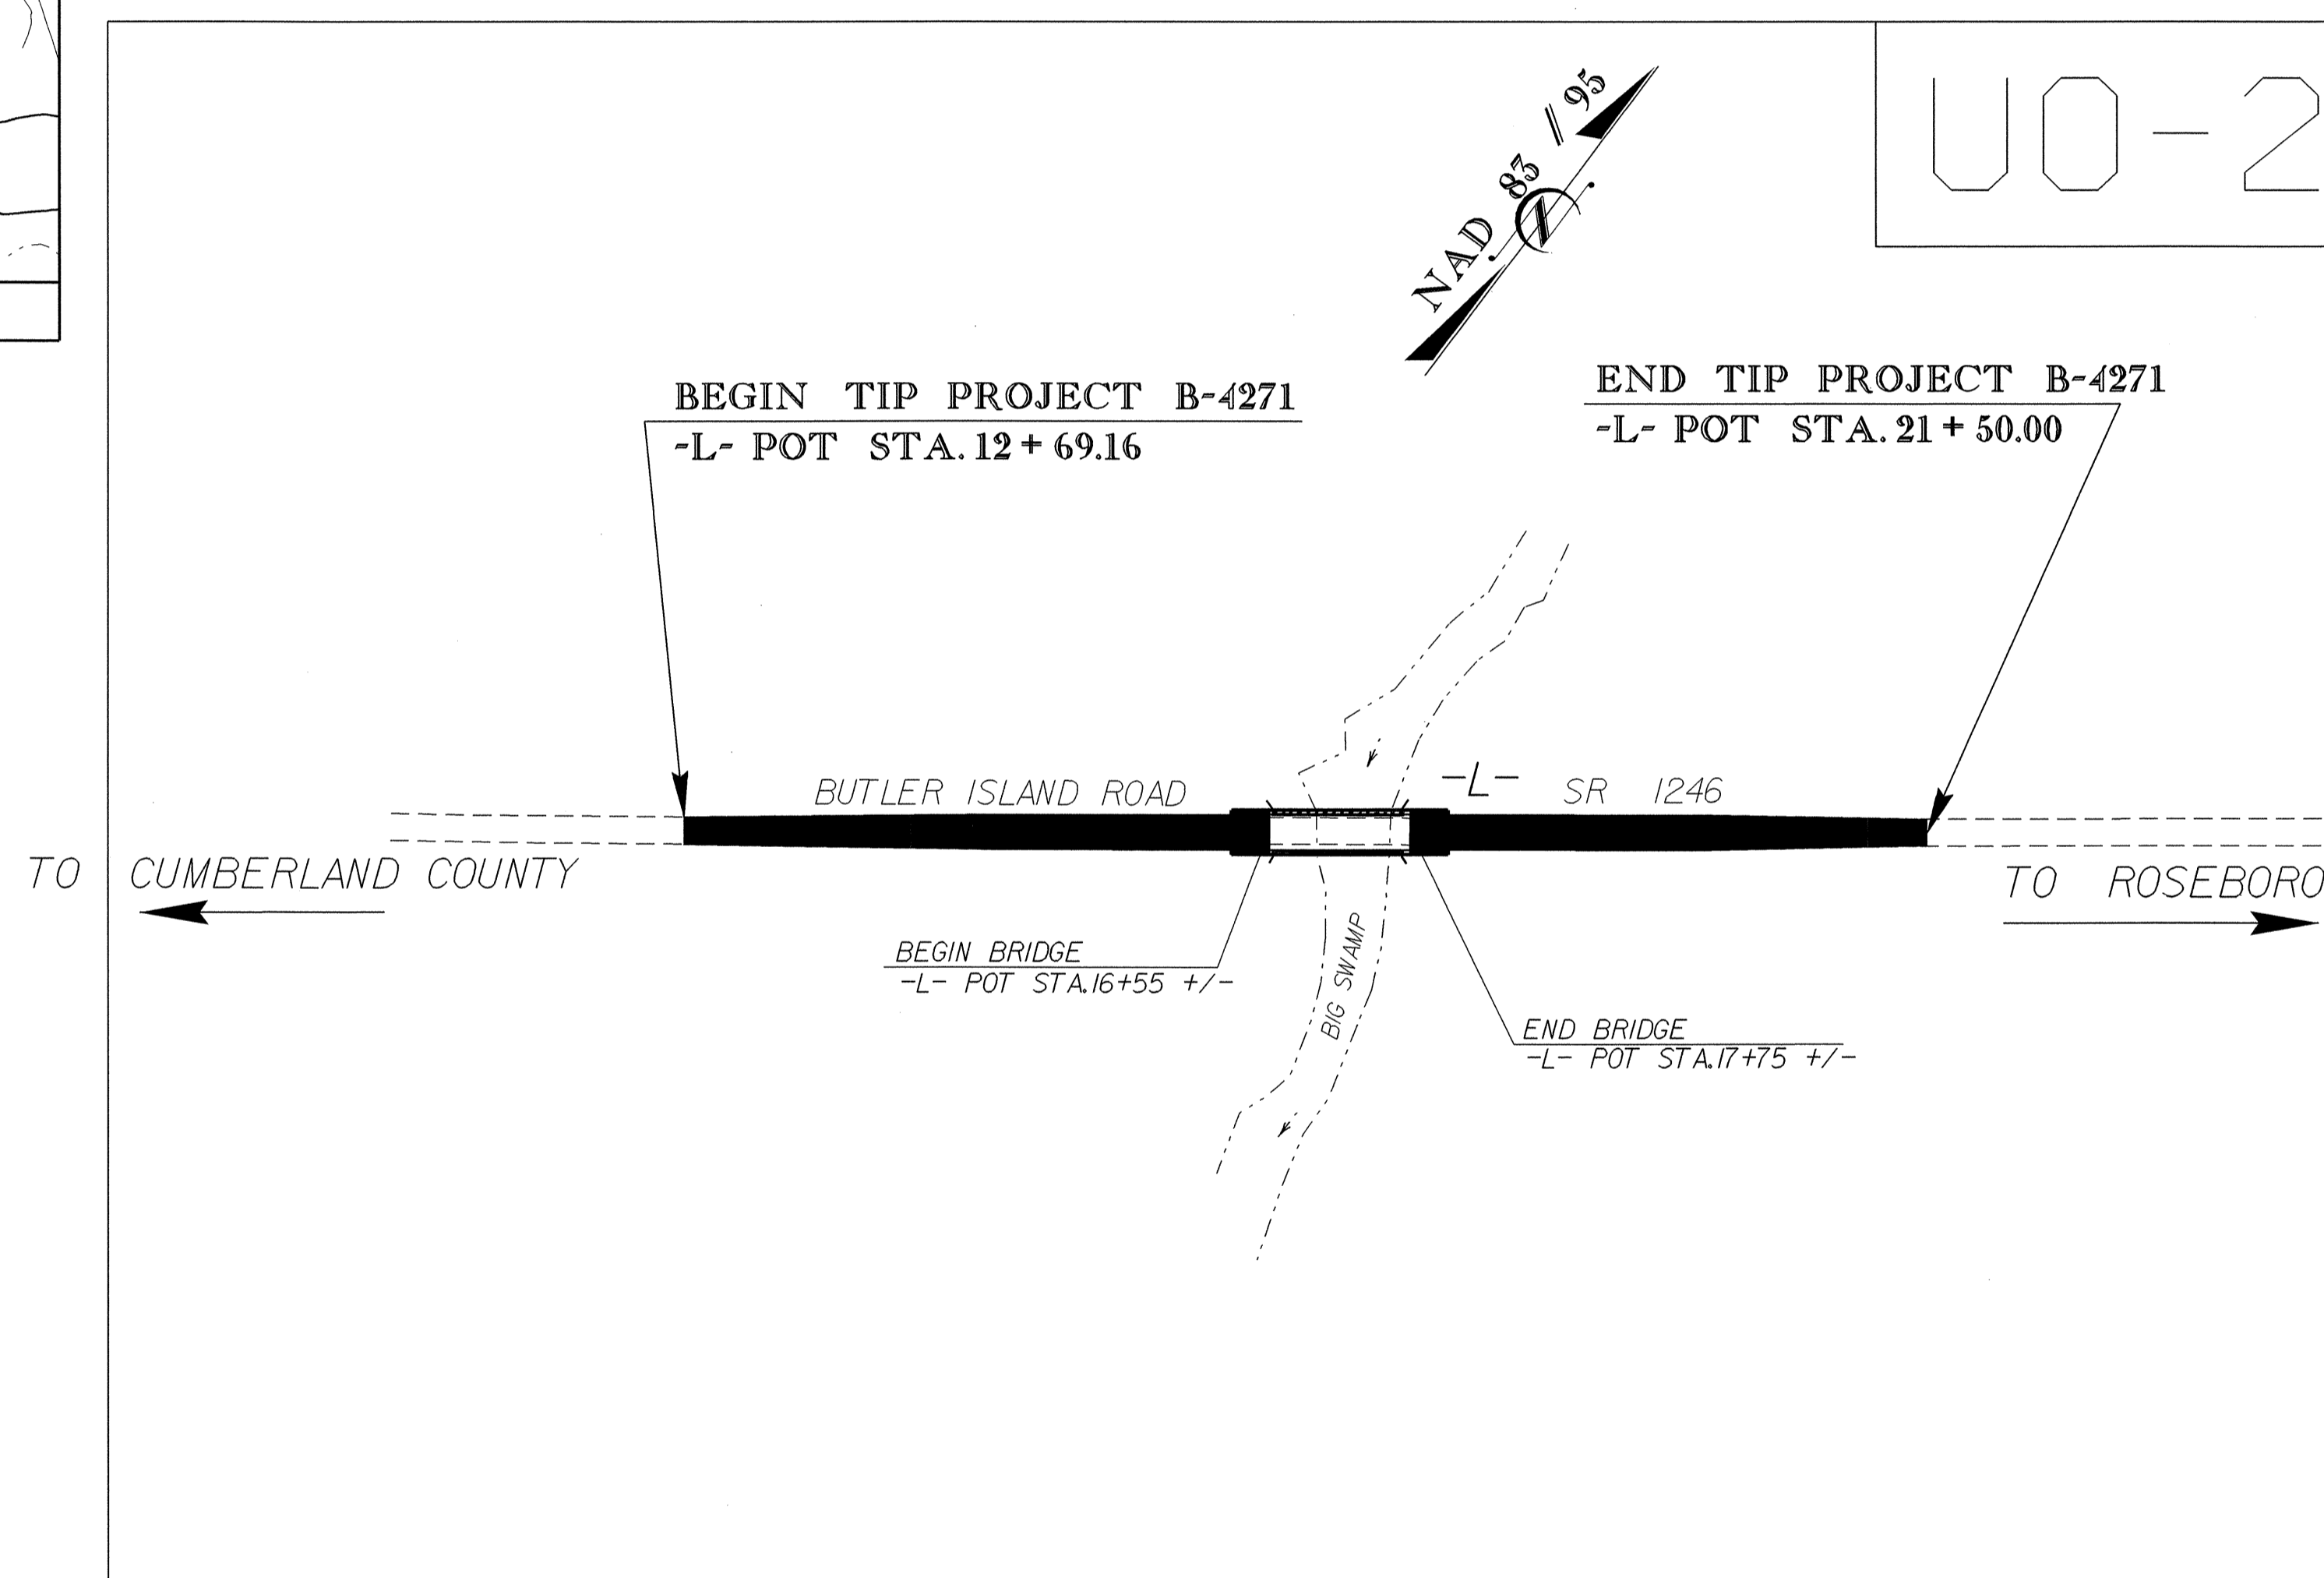 UO-2
NAD 83 // 95
BEGIN TIP PROJECT B-4271
-L- POT STA. 12 + 69.16
END TIP PROJECT B-4271
-L- POT STA. 21 + 50.00
BUTLER ISLAND ROAD
-L- SR 1246
TO CUMBERLAND COUNTY
TO ROSEBORO
BEGIN BRIDGE
-L- POT STA.16+55 +/-
BIG SWAMP
END BRIDGE
-L- POT STA.17+75 +/-